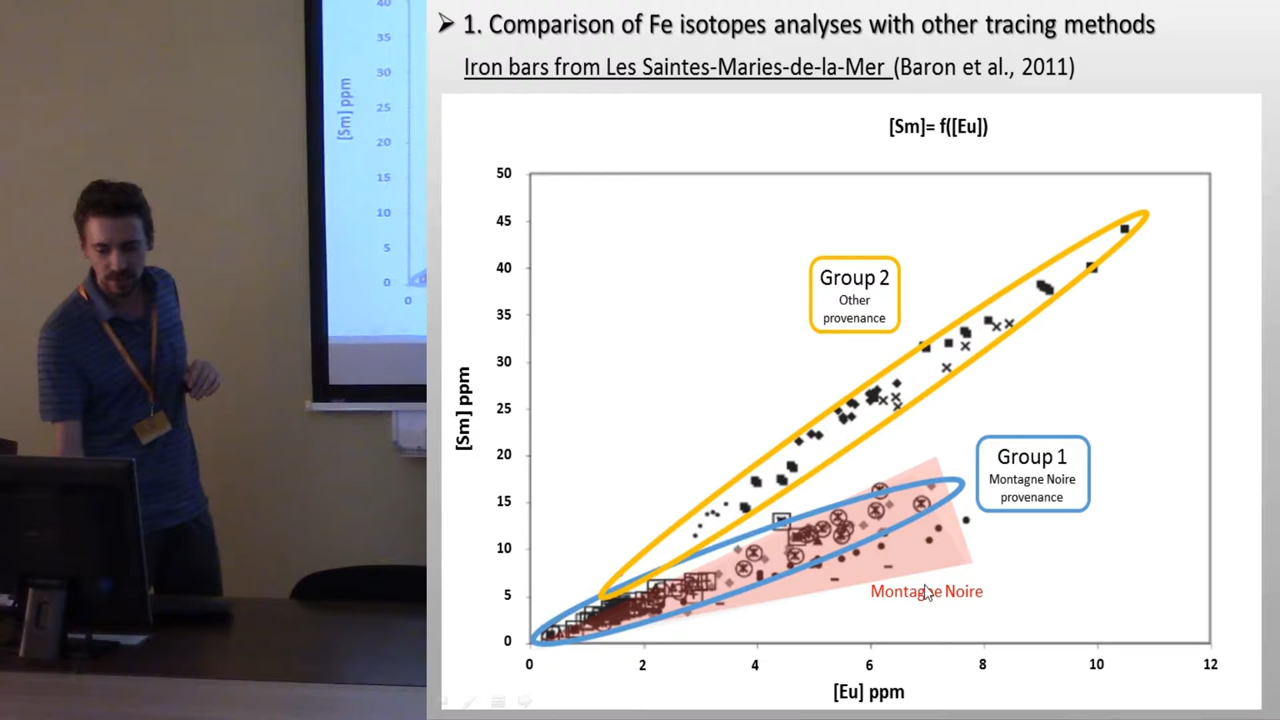 ➢ 1. Comparison of Fe isotopes analyses with other tracing methods
Iron bars from Les Saintes-Maries-de-la-Mer (Baron et al., 2011)
[Sm]= f([Eu])
50
45
40
35
30
25
20
15
10
5
0
[Sm] ppm
0 2 4 6 8 10 12
[Eu] ppm
Group 2
Other
provenance
Group 1
Montagne Noire
provenance
Montagne Noire
40
35
30
25
20
15
10
5
0
[Sm] ppm
0